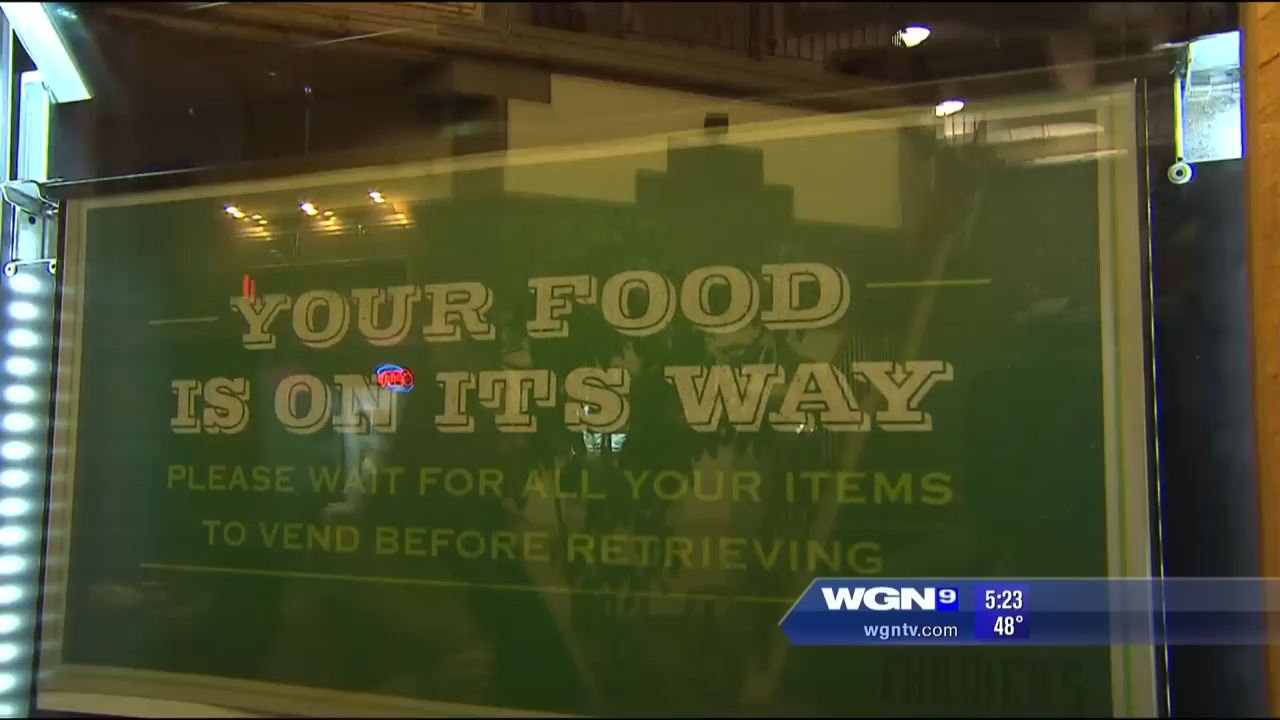 YOUR FOOD
IS ON ITS WAY
PLEASE WAIT FOR ALL YOUR ITEMS
TO VEND BEFORE RETRIEVING
WGN9 5:23
wgntv.com 48°